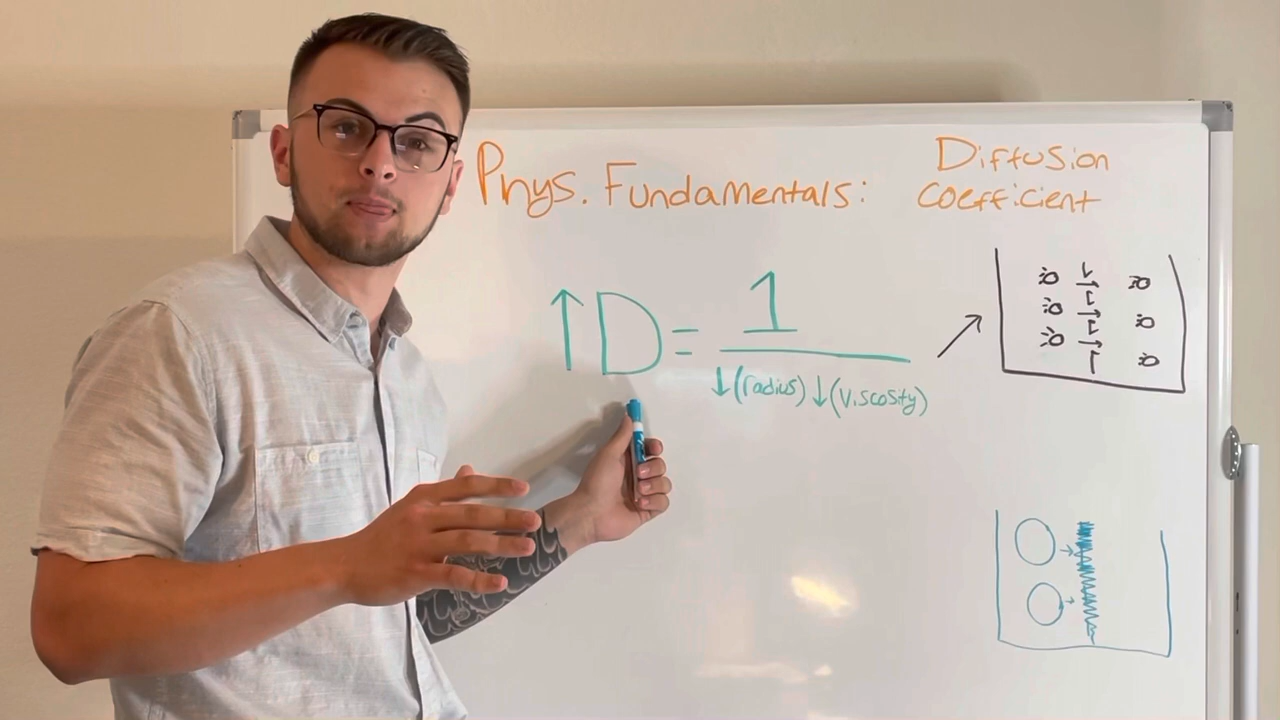 Phys. Fundamentals:
Diffusion
coefficient
↑ D = 1
↓(radius) ↓(Viscosity)